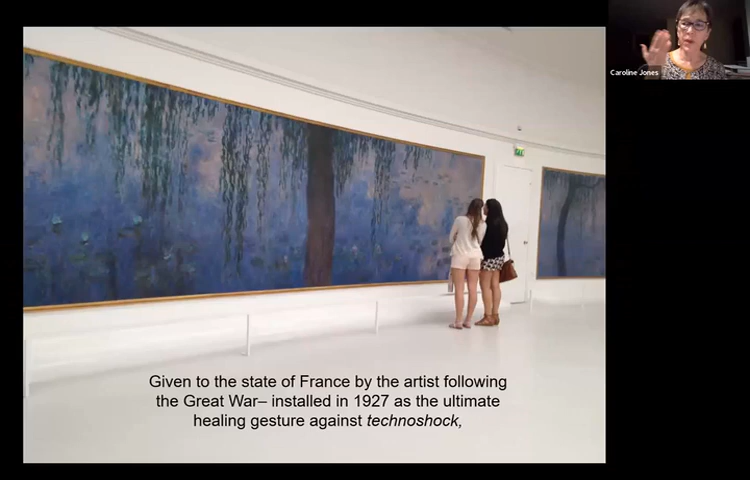 Caroline Jones
Given to the state of France by the artist following
the Great War– installed in 1927 as the ultimate
healing gesture against technoshock,